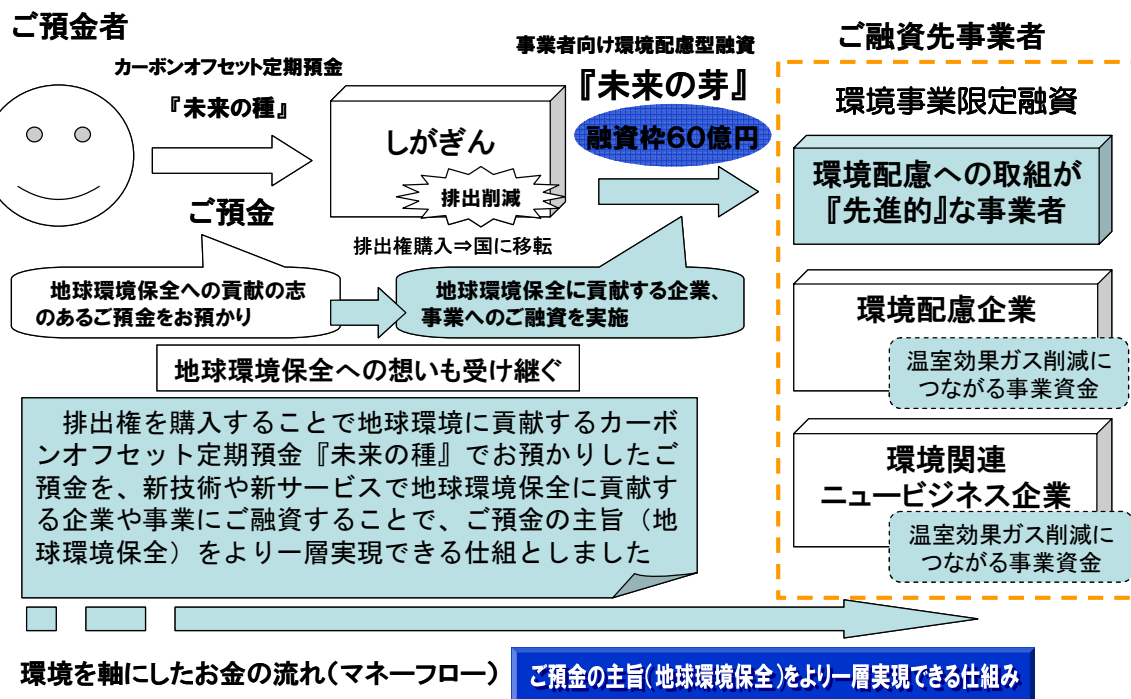 ご預金者
カーボンオフセット定期預金
『未来の種』
ご預金
しがぎん
排出削減
排出権購入⇒国に移転
事業者向け環境配慮型融資
『未来の芽』
融資枠60億円
ご融資先事業者
環境事業限定融資
環境配慮への取組が
『先進的』な事業者
環境配慮企業
温室効果ガス削減に
つながる事業資金
環境関連
ニュービジネス企業
温室効果ガス削減に
つながる事業資金
地球環境保全への貢献の志
のあるご預金をお預かり
地球環境保全に貢献する企業、
事業へのご融資を実施
地球環境保全への想いも受け継ぐ
排出権を購入することで地球環境に貢献するカーボ
ンオフセット定期預金『未来の種』でお預かりしたご
預金を、新技術や新サービスで地球環境保全に貢献す
る企業や事業にご融資することで、ご預金の主旨（地
球環境保全）をより一層実現できる仕組としました
環境を軸にしたお金の流れ（マネーフロー）
ご預金の主旨（地球環境保全）をより一層実現できる仕組み